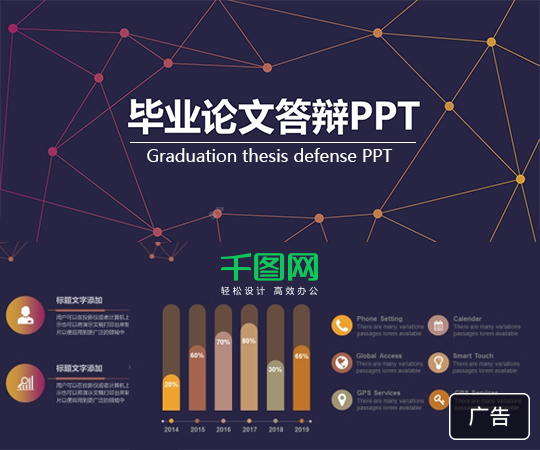 毕业论文答辩PPT
Graduation thesis defense PPT
千图网
轻松设计 高效办公
标题文字添加
用户可以在投影仪或者计算机上
示也可以将演示文稿打印出来制
片以便应用到更广泛的领域中
标题文字添加
用户可以在投影仪或者计算机上
示也可以将演示文稿打印出来制
片以便应用到更广泛的领域中
20%
60%
70%
80%
30%
65%
2014
2015
2016
2017
2018
2019
Phone Setting
There are many variations
passages lorem available
Calendar
There are many variations
passages lorem available
Global Access
There are many variations
passages lorem available
Smart Touch
There are many variations
passages lorem available
GPS Services
There are many variations
passages lorem available
广告